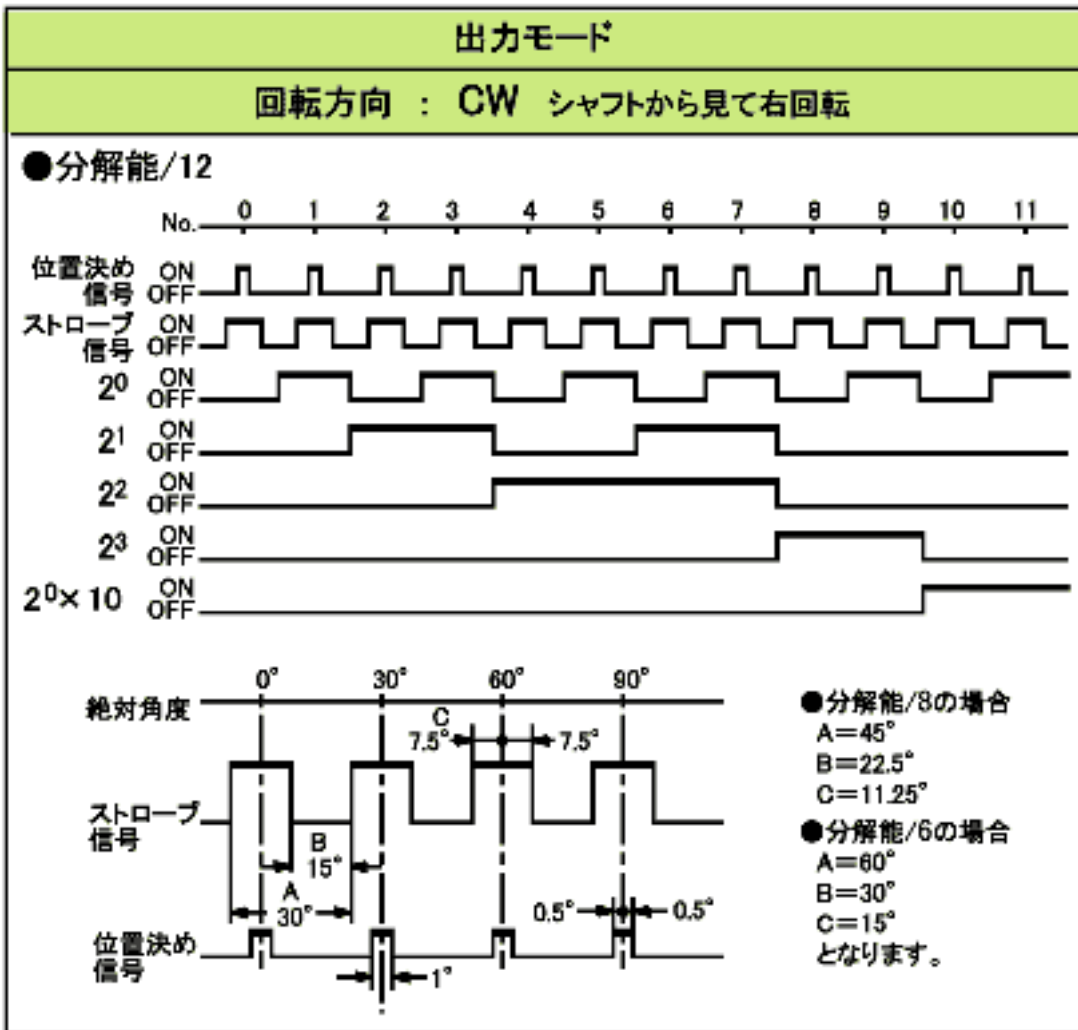 出力モード
回転方向 : CW シャフトから見て右回転
●分解能/12
No. 0 1 2 3 4 5 6 7 8 9 10 11
位置決め信号 ON OFF
ストローブ信号 ON OFF
2⁰ ON OFF
2¹ ON OFF
2² ON OFF
2³ ON OFF
2⁰×10 ON OFF
絶対角度 0° 30° 60° 90°
C
7.5° 7.5°
ストローブ信号
B
15°
A
30°
0.5° 0.5°
位置決め信号
1°
●分解能/8の場合
A=45°
B=22.5°
C=11.25°
●分解能/6の場合
A=60°
B=30°
C=15°
となります。